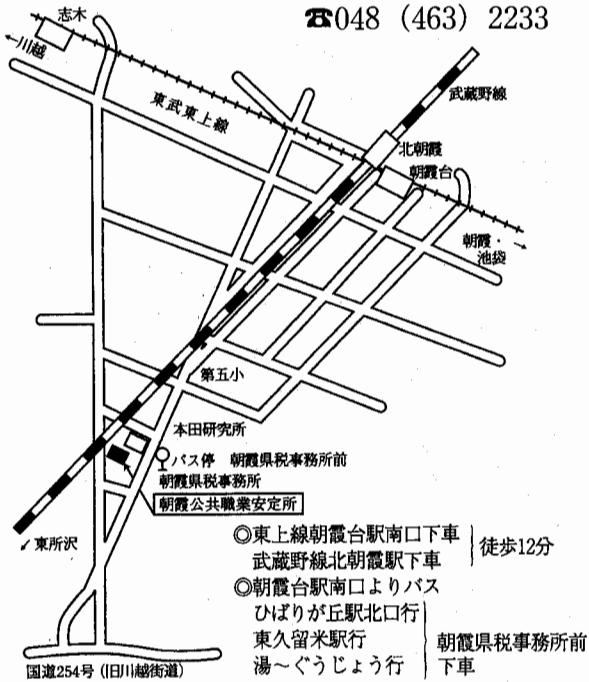 ☎048 (463) 2233
志木
←川越
東武東上線
武蔵野線
北朝霞
朝霞台
朝霞・
池袋→
第五小
本田研究所
バス停 朝霞県税事務所前
朝霞県税事務所
朝霞公共職業安定所
↙東所沢
◎東上線朝霞台駅南口下車
武蔵野線北朝霞駅下車
徒歩12分
◎朝霞台駅南口よりバス
ひばりが丘駅北口行
東久留米駅行
湯～ぐうじょう行
朝霞県税事務所前
下車
国道254号 (旧川越街道)